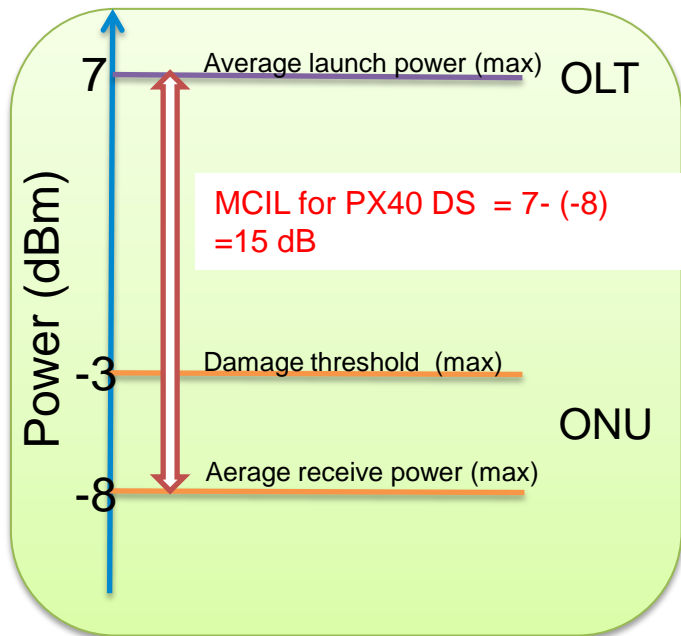 7
Average launch power (max)
OLT
MCIL for PX40 DS = 7- (-8)
=15 dB
Power (dBm)
-3
Damage threshold (max)
ONU
Aerage receive power (max)
-8